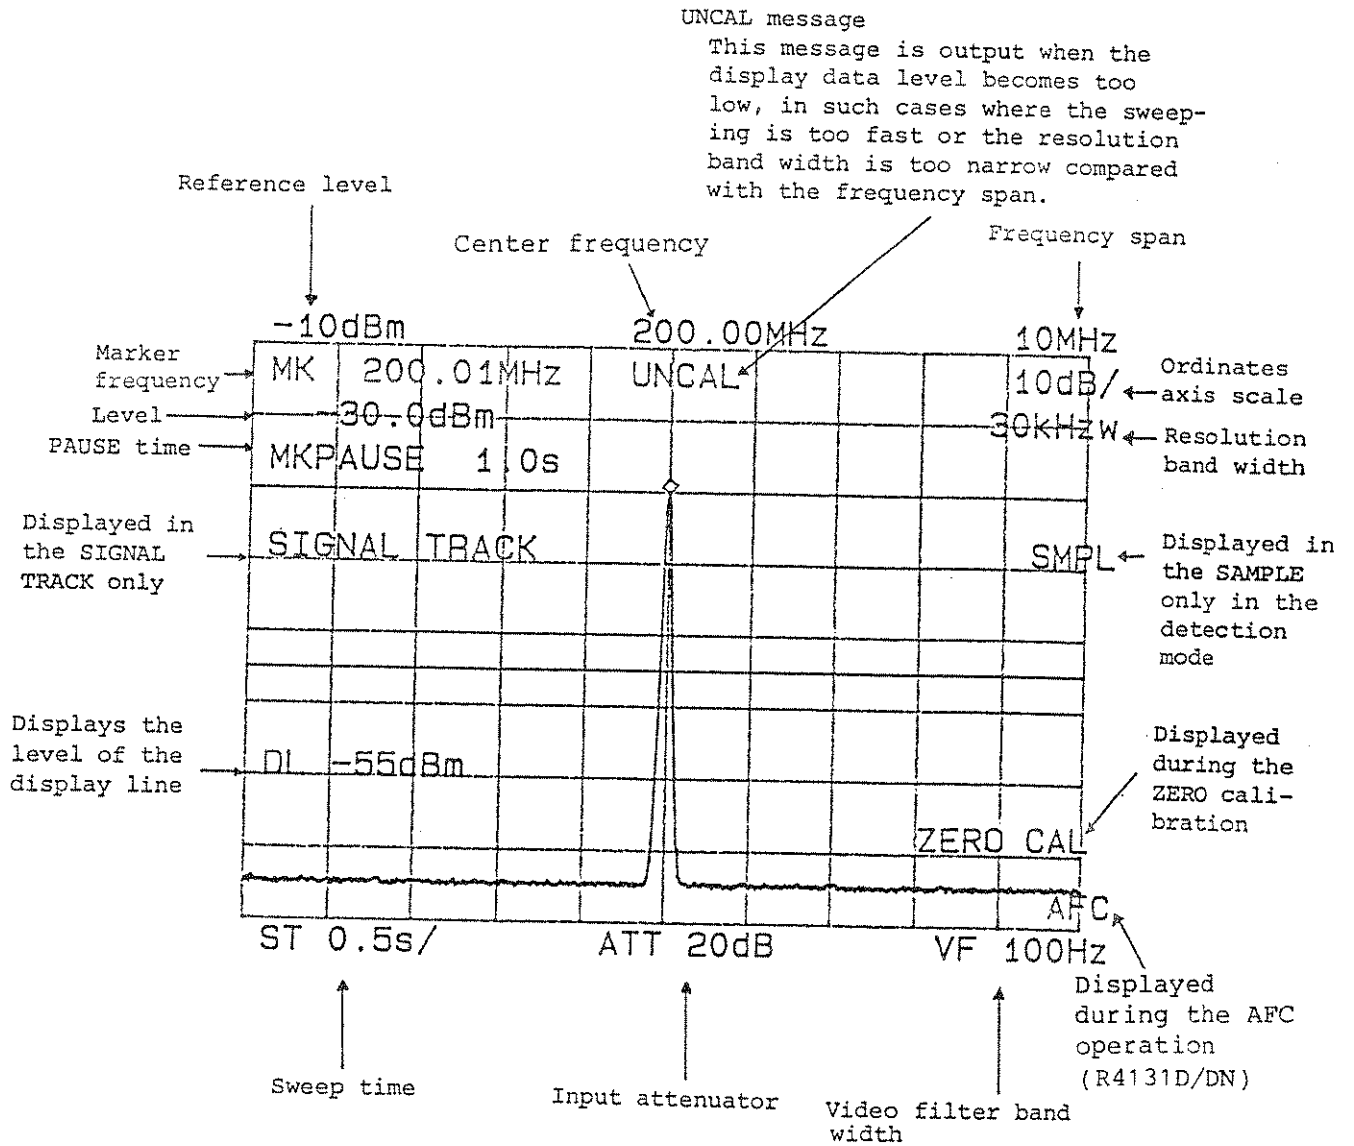 UNCAL message
This message is output when the
display data level becomes too
low, in such cases where the sweep-
ing is too fast or the resolution
band width is too narrow compared
with the frequency span.
Reference level
Center frequency
Frequency span
-10dBm
200.00MHz
10MHz
Marker
frequency
MK 200.01MHz
UNCAL
10dB/
Ordinates
axis scale
Level
-30.0dBm
30kHzW
Resolution
band width
PAUSE time
MKPAUSE 1.0s
Displayed in
the SIGNAL
TRACK only
SIGNAL TRACK
SMPL
Displayed in
the SAMPLE
only in the
detection
mode
Displays the
level of the
display line
DL -55dBm
Displayed
during the
ZERO cali-
bration
ZERO CAL
AFC
ST 0.5s/
ATT 20dB
VF 100Hz
Displayed
during the AFC
operation
(R4131D/DN)
Sweep time
Input attenuator
Video filter band
width